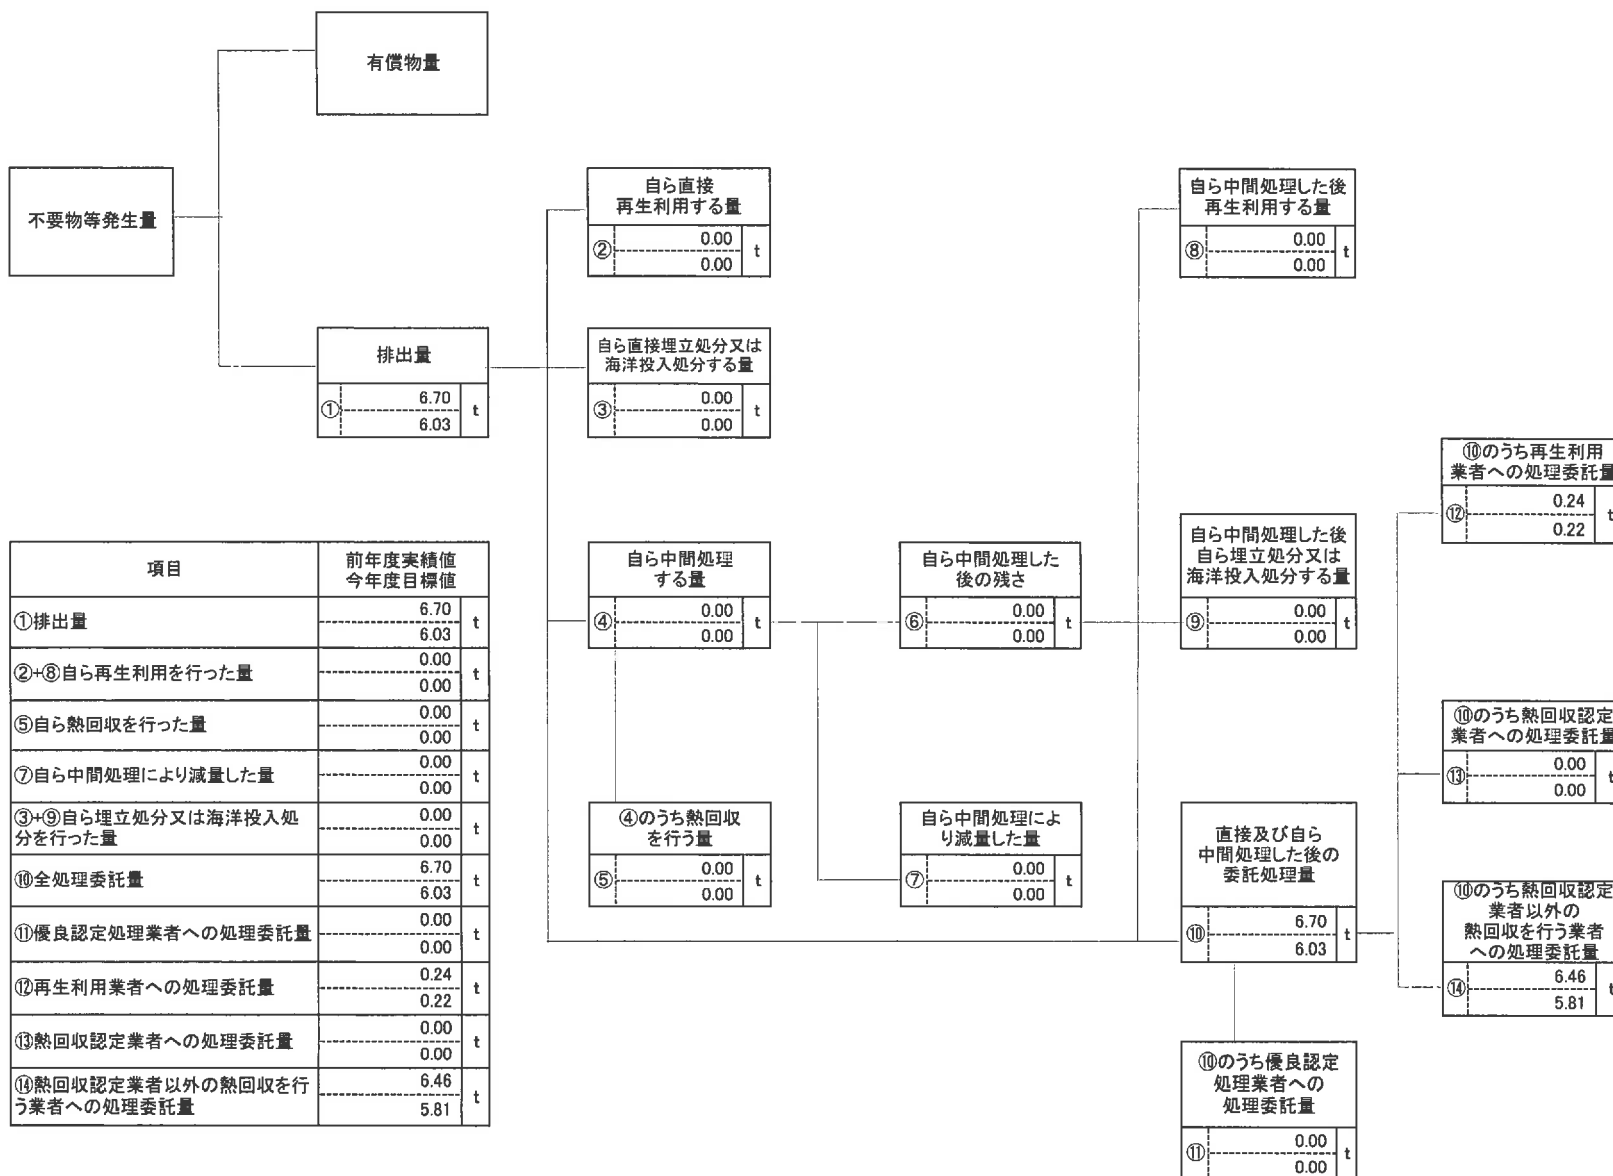 有償物量
不要物等発生量
排出量
① 6.70 t
6.03
自ら直接
再生利用する量
② 0.00 t
0.00
自ら直接埋立処分又は
海洋投入処分する量
③ 0.00 t
0.00
自ら中間処理
する量
④ 0.00 t
0.00
④のうち熱回収
を行う量
⑤ 0.00 t
0.00
自ら中間処理した
後の残さ
⑥ 0.00 t
0.00
自ら中間処理によ
り減量した量
⑦ 0.00 t
0.00
自ら中間処理した後
再生利用する量
⑧ 0.00 t
0.00
自ら中間処理した後
自ら埋立処分又は
海洋投入処分する量
⑨ 0.00 t
0.00
直接及び自ら
中間処理した後の
委託処理量
⑩ 6.70 t
6.03
⑩のうち優良認定
処理業者への
処理委託量
⑪ 0.00 t
0.00
⑩のうち再生利用
業者への処理委託量
⑫ 0.24 t
0.22
⑩のうち熱回収認定
業者への処理委託量
⑬ 0.00 t
0.00
⑩のうち熱回収認定
業者以外の
熱回収を行う業者
への処理委託量
⑭ 6.46 t
5.81
項目 前年度実績値
今年度目標値
①排出量 6.70 t
6.03
②+⑧自ら再生利用を行った量 0.00 t
0.00
⑤自ら熱回収を行った量 0.00 t
0.00
⑦自ら中間処理により減量した量 0.00 t
0.00
③+⑨自ら埋立処分又は海洋投入処
分を行った量 0.00 t
0.00
⑩全処理委託量 6.70 t
6.03
⑪優良認定処理業者への処理委託量 0.00 t
0.00
⑫再生利用業者への処理委託量 0.24 t
0.22
⑬熱回収認定業者への処理委託量 0.00 t
0.00
⑭熱回収認定業者以外の熱回収を行
う業者への処理委託量 6.46 t
5.81